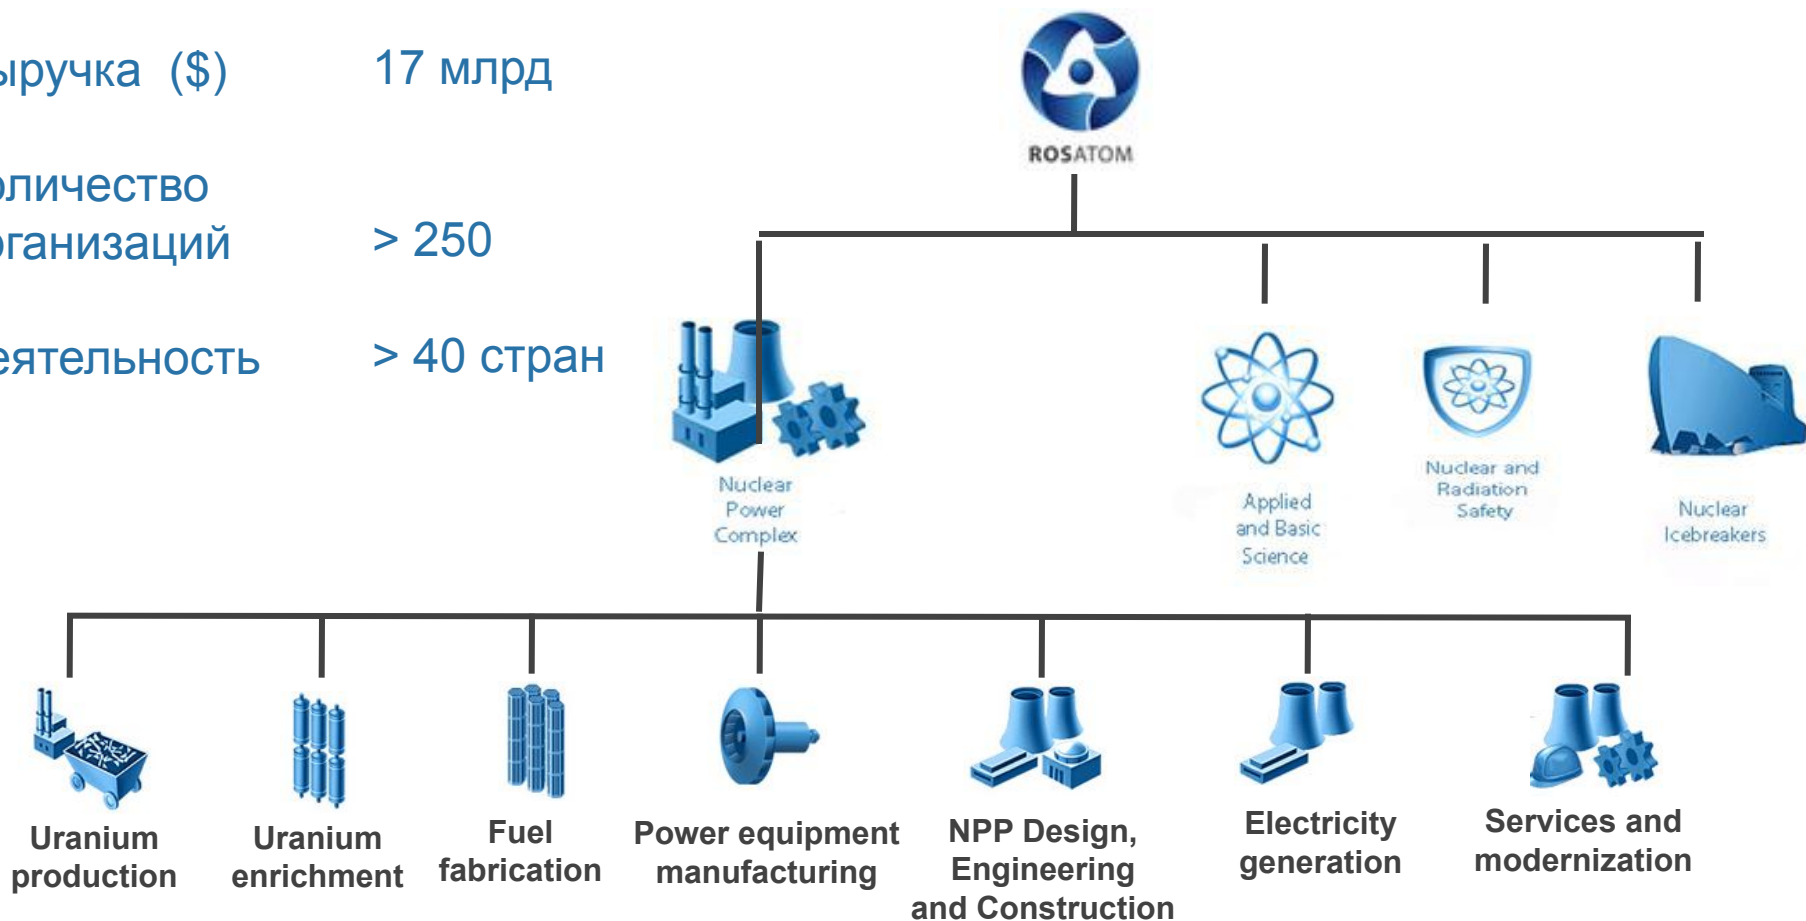 ыручка ($) 17 млрд
оличество
рганизаций > 250
еятельность > 40 стран
ROSATOM
Nuclear
Power
Complex
Applied
and Basic
Science
Nuclear and
Radiation
Safety
Nuclear
Icebreakers
Uranium
production
Uranium
enrichment
Fuel
fabrication
Power equipment
manufacturing
NPP Design,
Engineering
and Construction
Electricity
generation
Services and
modernization